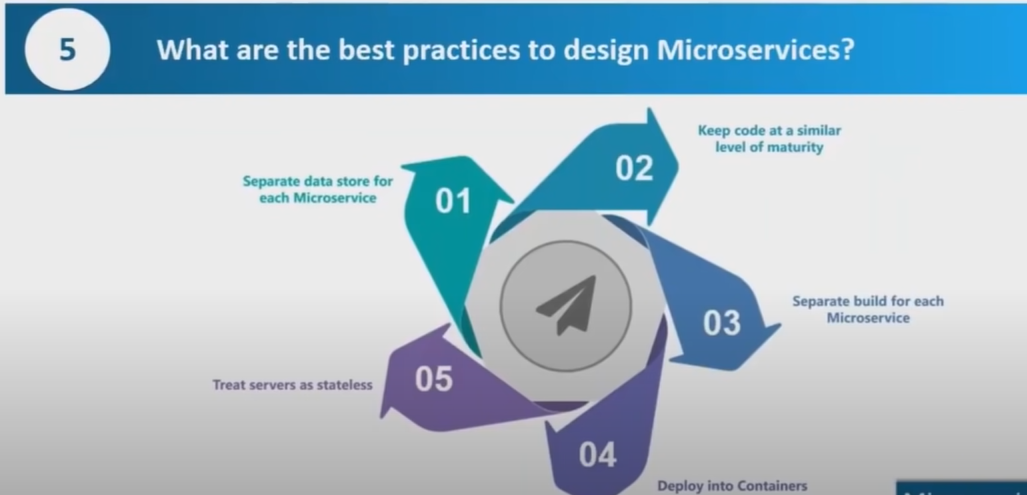 5
What are the best practices to design Microservices?
01
Separate data store for
each Microservice
02
Keep code at a similar
level of maturity
03
Separate build for each
Microservice
04
Deploy into Containers
05
Treat servers as stateless